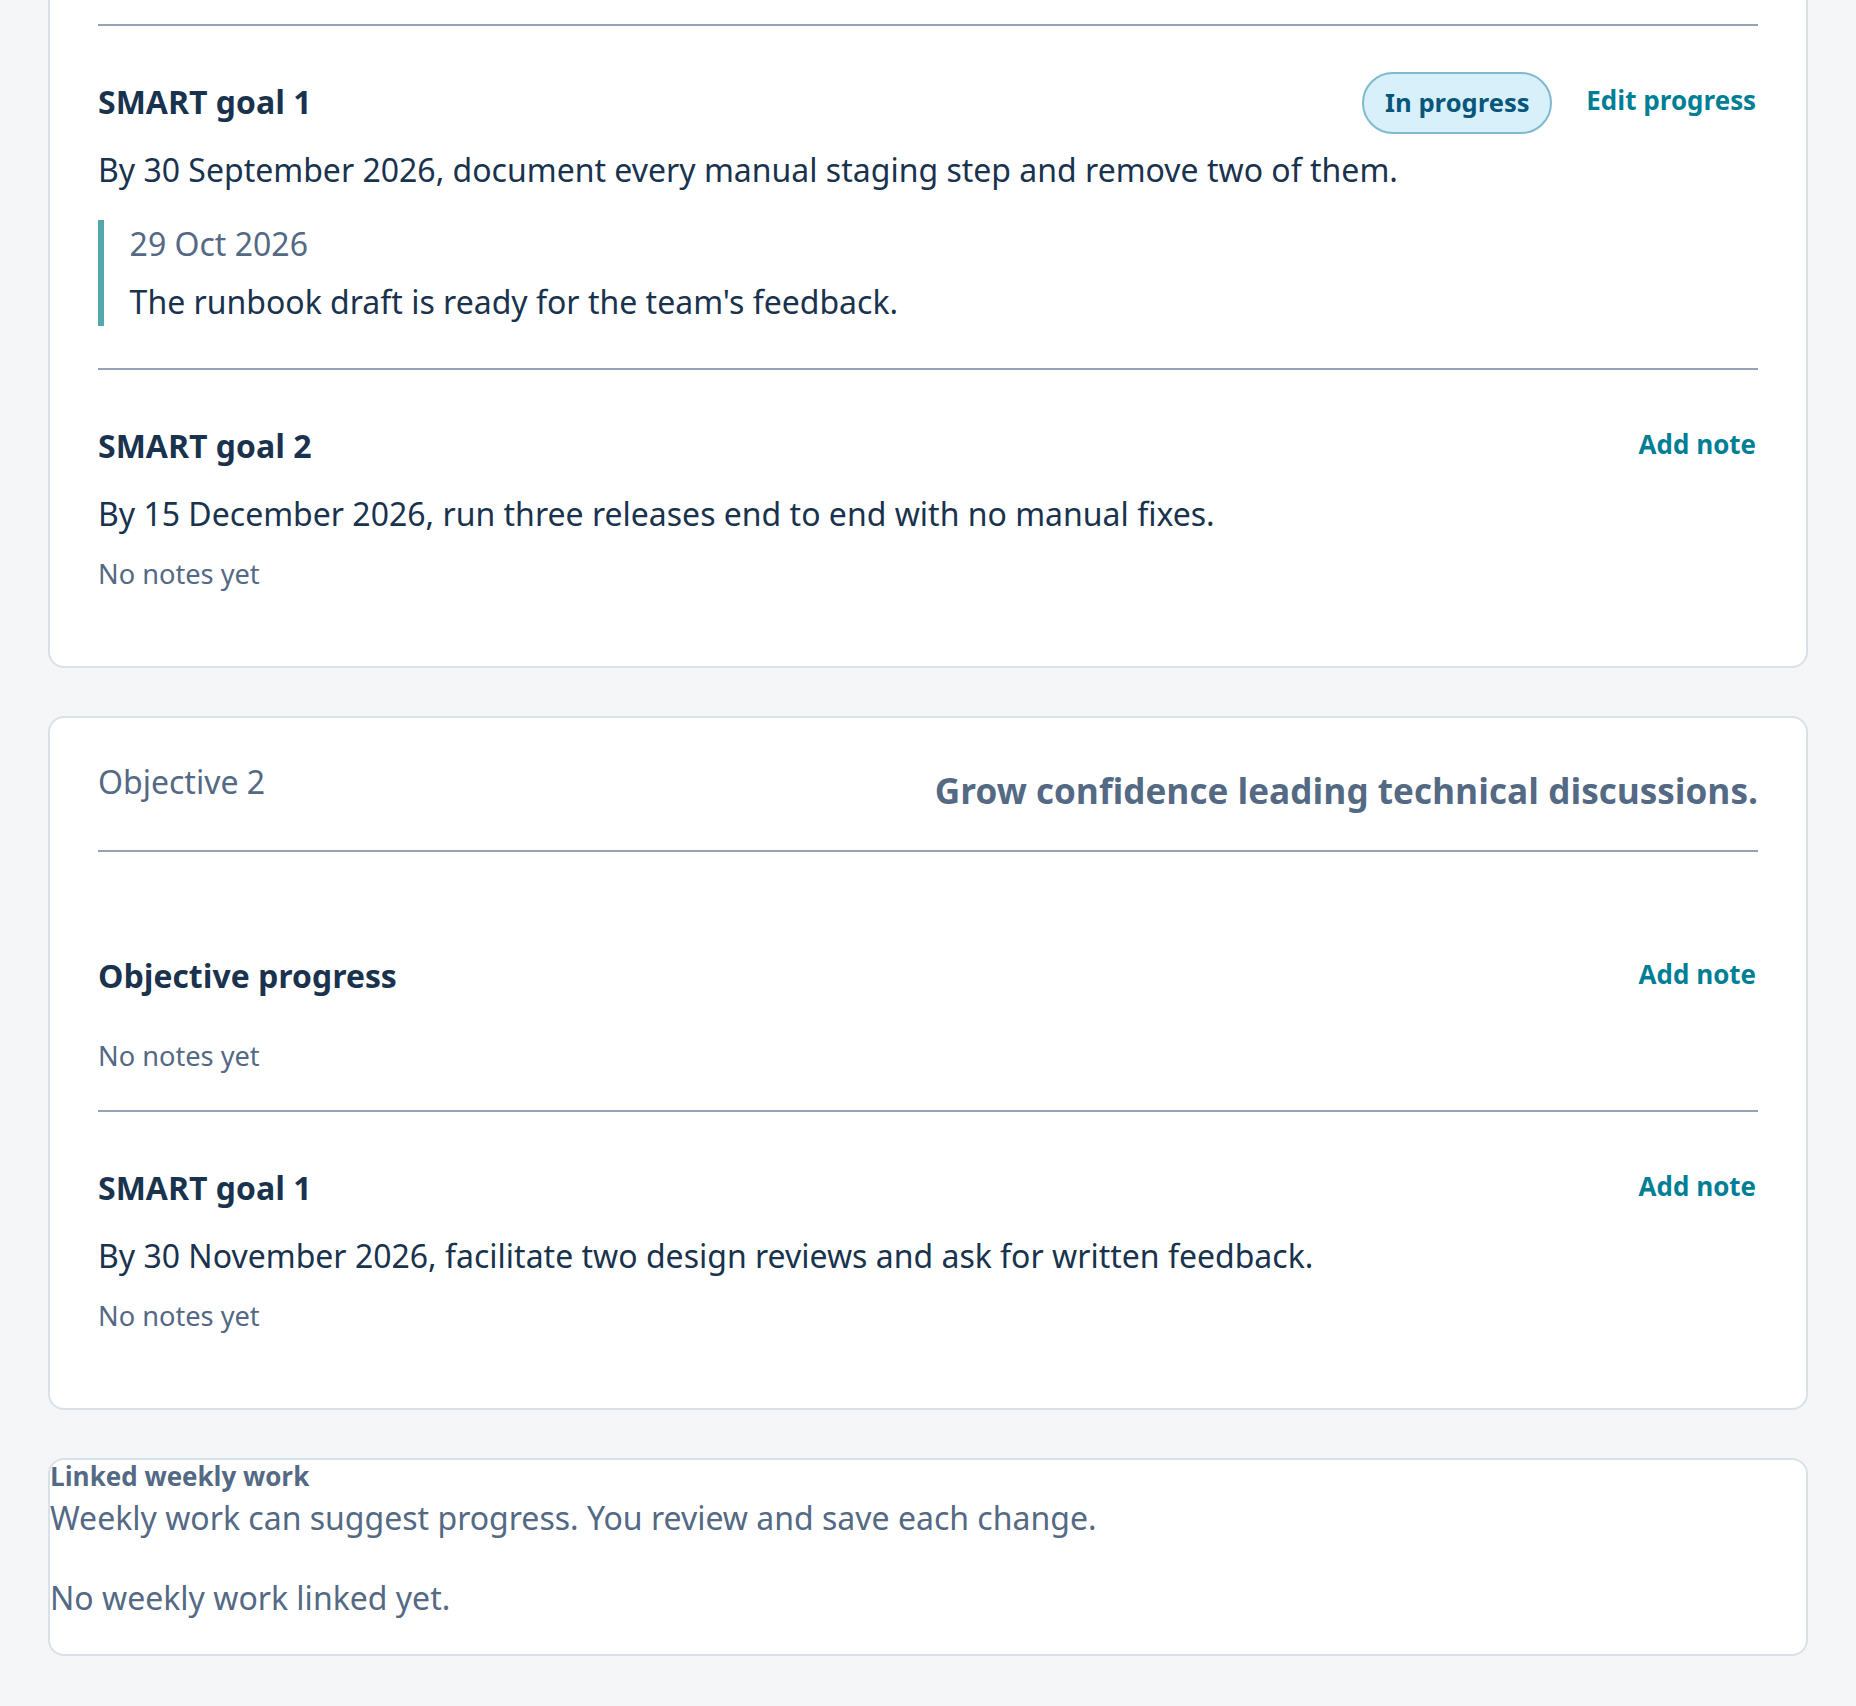 SMART goal 1
In progress
Edit progress
By 30 September 2026, document every manual staging step and remove two of them.
29 Oct 2026
The runbook draft is ready for the team's feedback.
SMART goal 2
Add note
By 15 December 2026, run three releases end to end with no manual fixes.
No notes yet
Objective 2
Grow confidence leading technical discussions.
Objective progress
Add note
No notes yet
SMART goal 1
Add note
By 30 November 2026, facilitate two design reviews and ask for written feedback.
No notes yet
Linked weekly work
Weekly work can suggest progress. You review and save each change.
No weekly work linked yet.